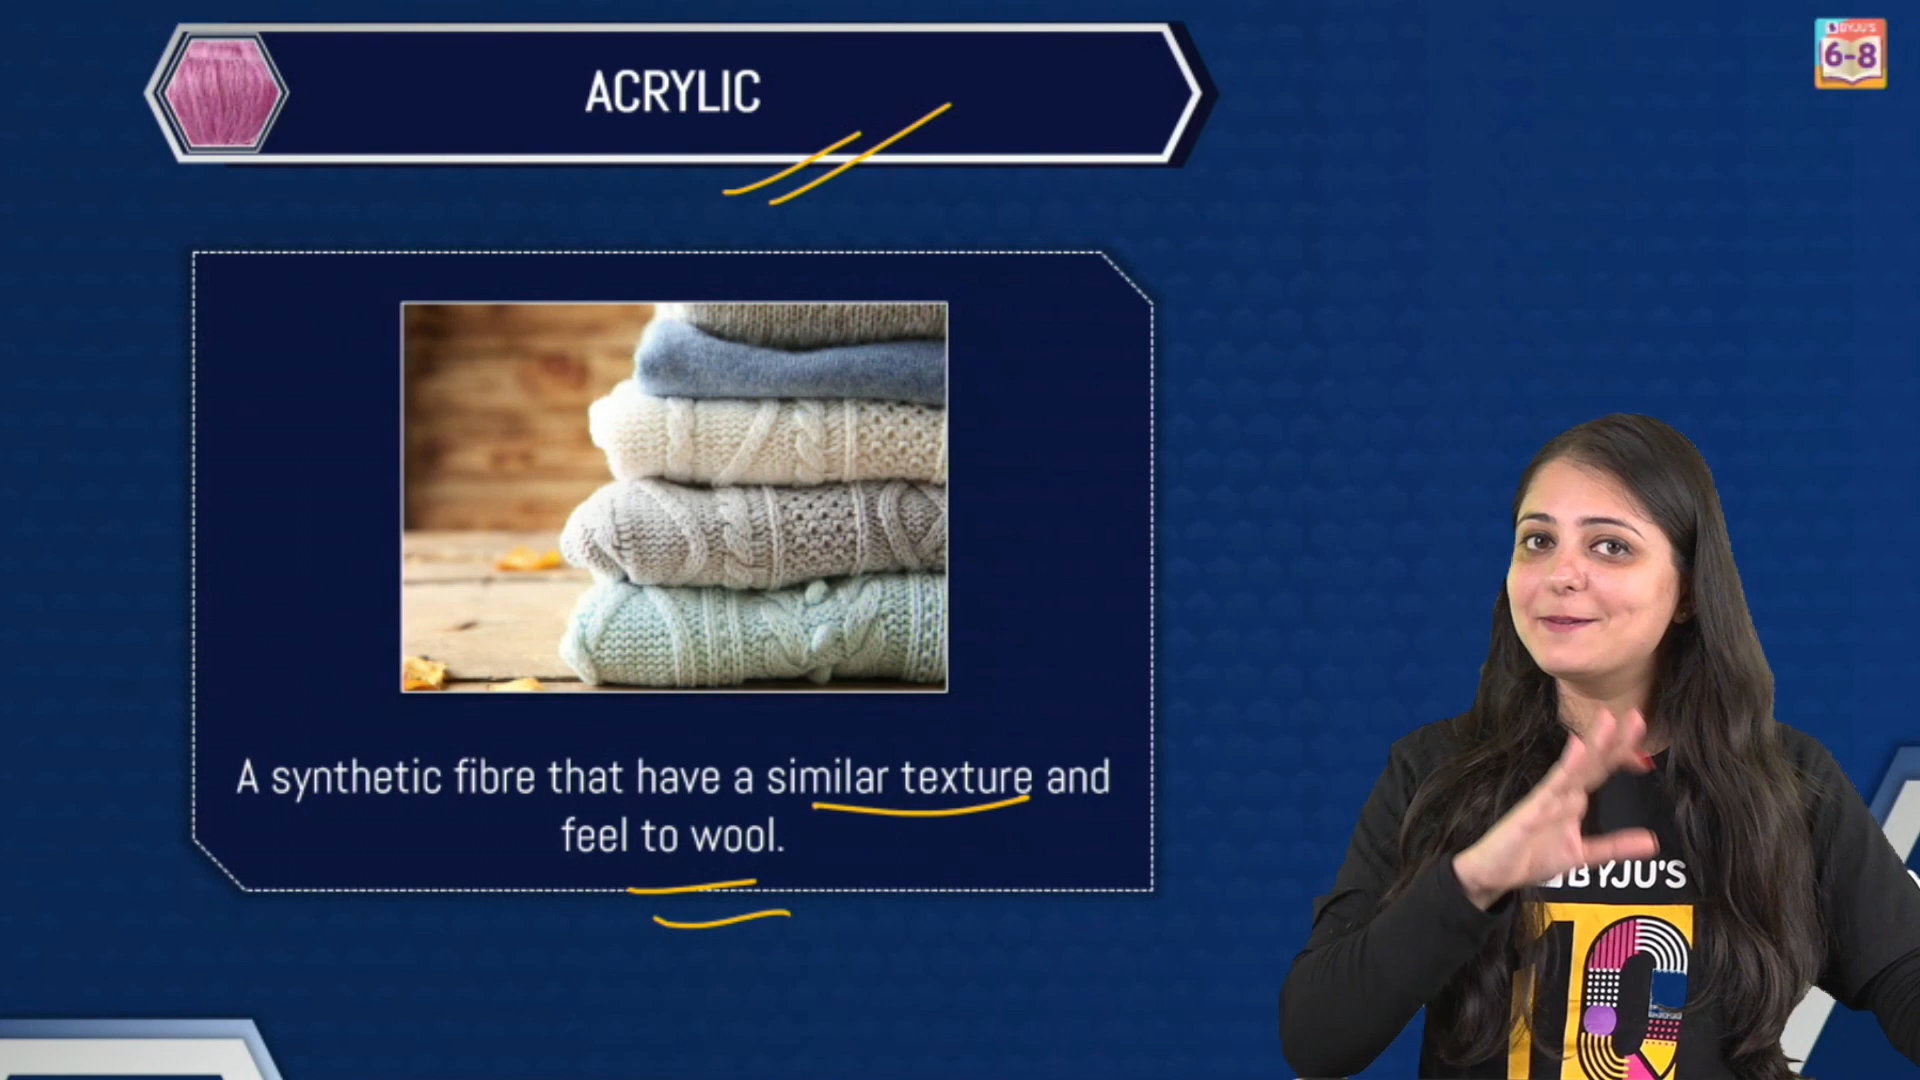 ACRYLIC
BYJU'S
6-8
A synthetic fibre that have a similar texture and
feel to wool.
BYJU'S